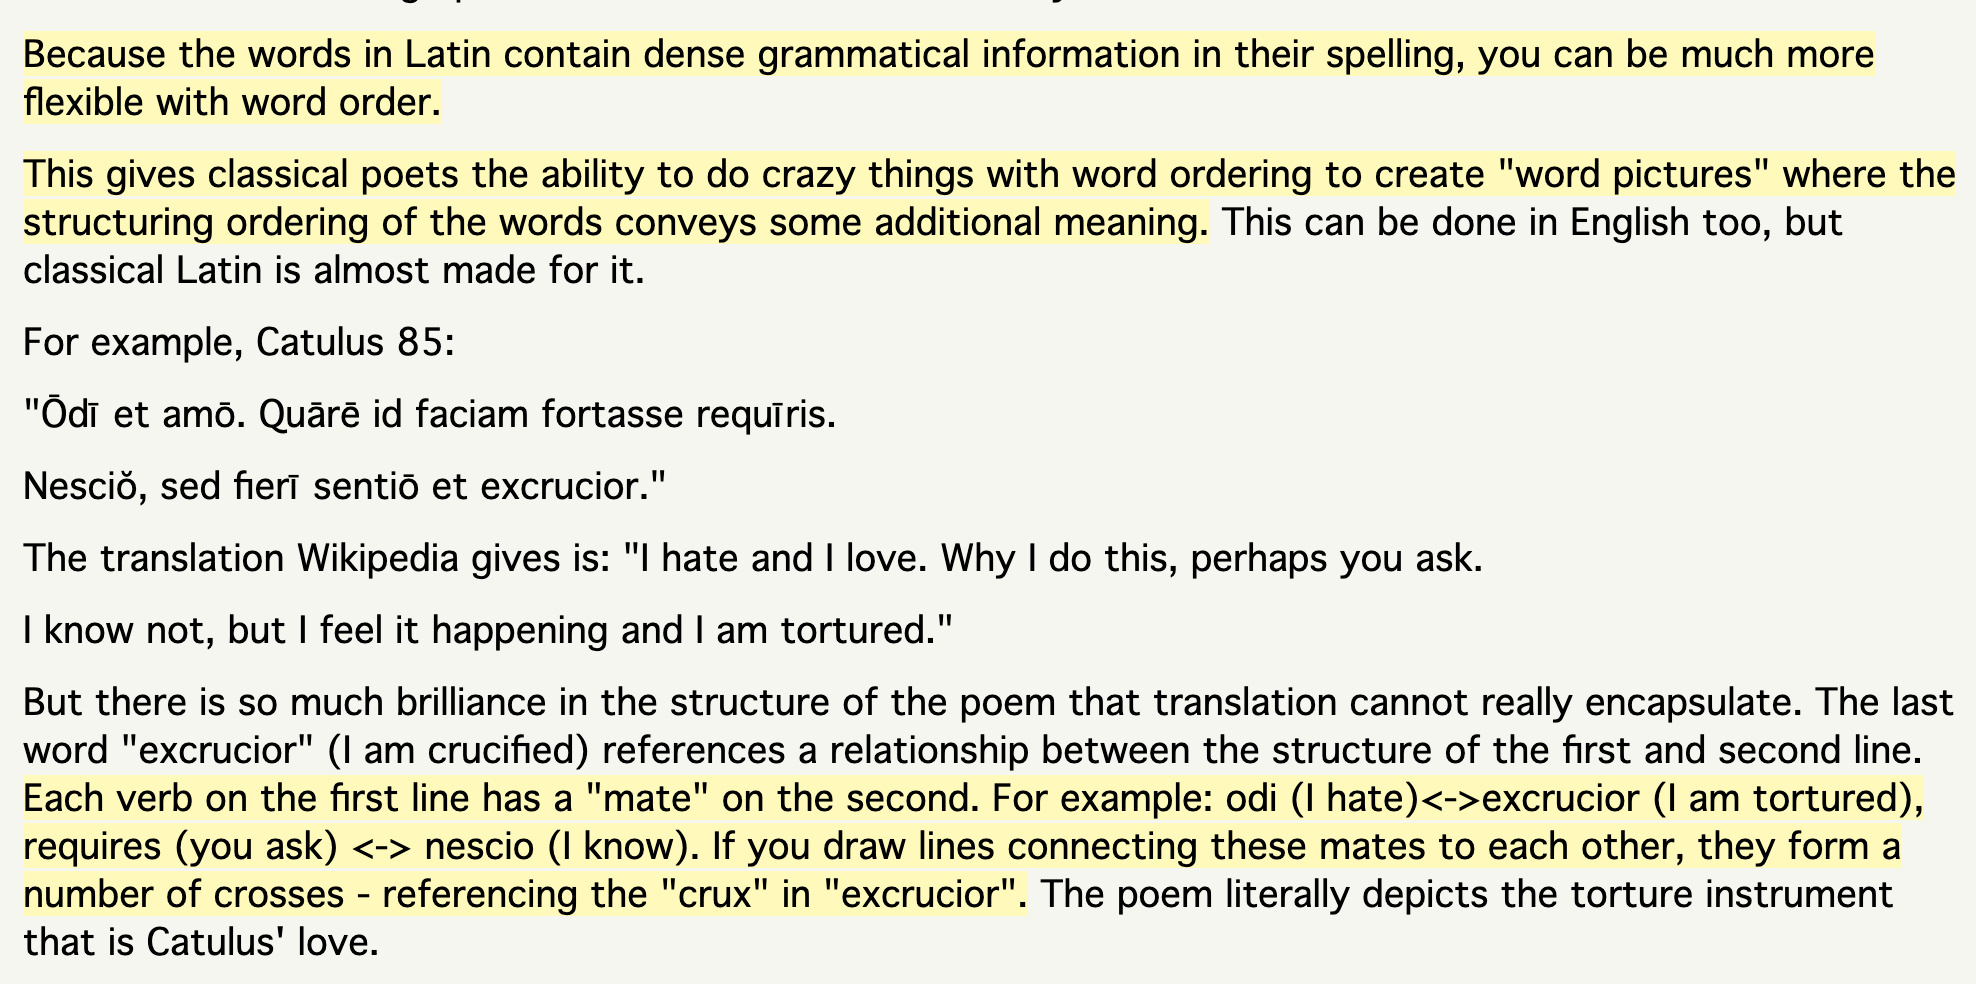 Because the words in Latin contain dense grammatical information in their spelling, you can be much more
flexible with word order.
This gives classical poets the ability to do crazy things with word ordering to create "word pictures" where the
structuring ordering of the words conveys some additional meaning. This can be done in English too, but
classical Latin is almost made for it.
For example, Catulus 85:
"Ōdī et amō. Quārē id faciam fortasse requīris.
Nesciŏ, sed fierī sentiō et excrucior."
The translation Wikipedia gives is: "I hate and I love. Why I do this, perhaps you ask.
I know not, but I feel it happening and I am tortured."
But there is so much brilliance in the structure of the poem that translation cannot really encapsulate. The last
word "excrucior" (I am crucified) references a relationship between the structure of the first and second line.
Each verb on the first line has a "mate" on the second. For example: odi (I hate)<->excrucior (I am tortured),
requires (you ask) <-> nescio (I know). If you draw lines connecting these mates to each other, they form a
number of crosses - referencing the "crux" in "excrucior". The poem literally depicts the torture instrument
that is Catulus' love.